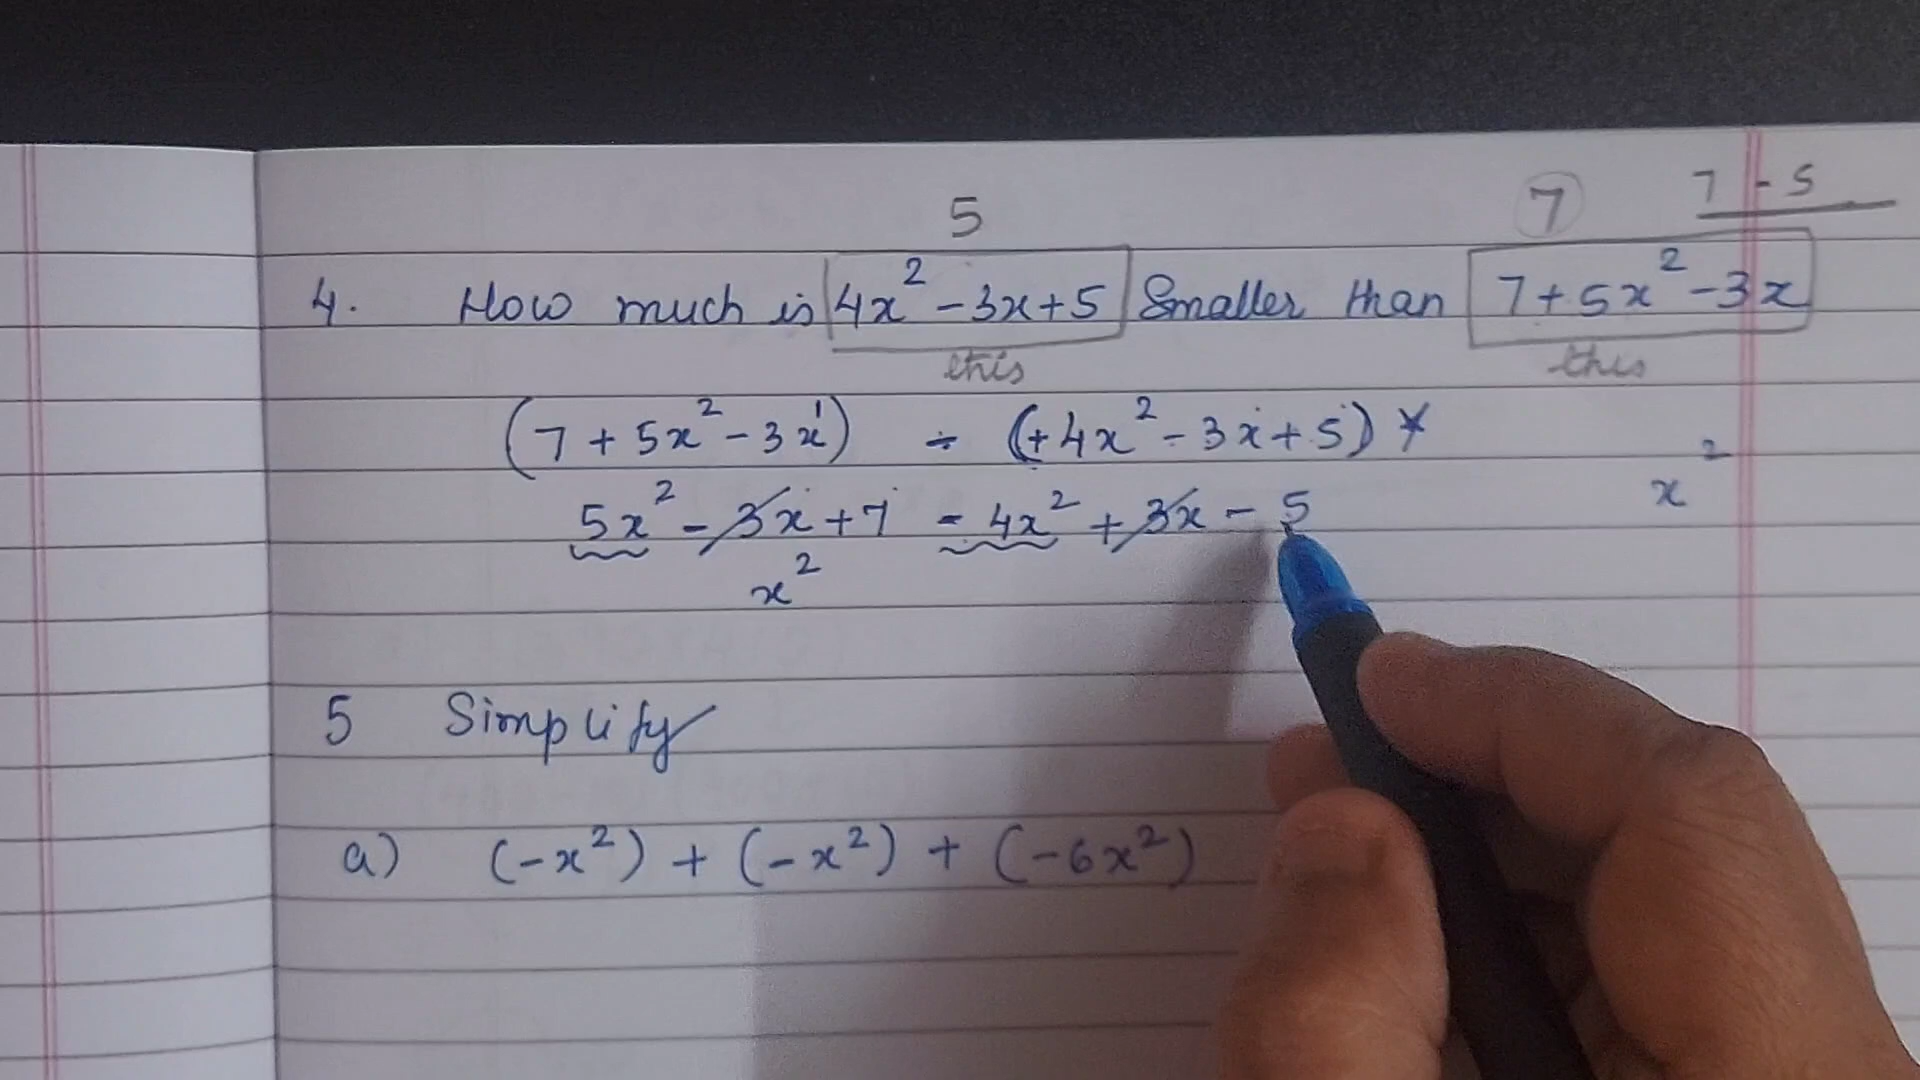 5 7 7 - 5
4. How much is 4x² - 3x + 5 Smaller than 7 + 5x² - 3x
this this
(7 + 5x² - 3x¹) - (+4x² - 3x + 5) *
5x² - 3x + 7 - 4x² + 3x - 5 x²
x²
5 Simplify
a) (-x²) + (-x²) + (-6x²)